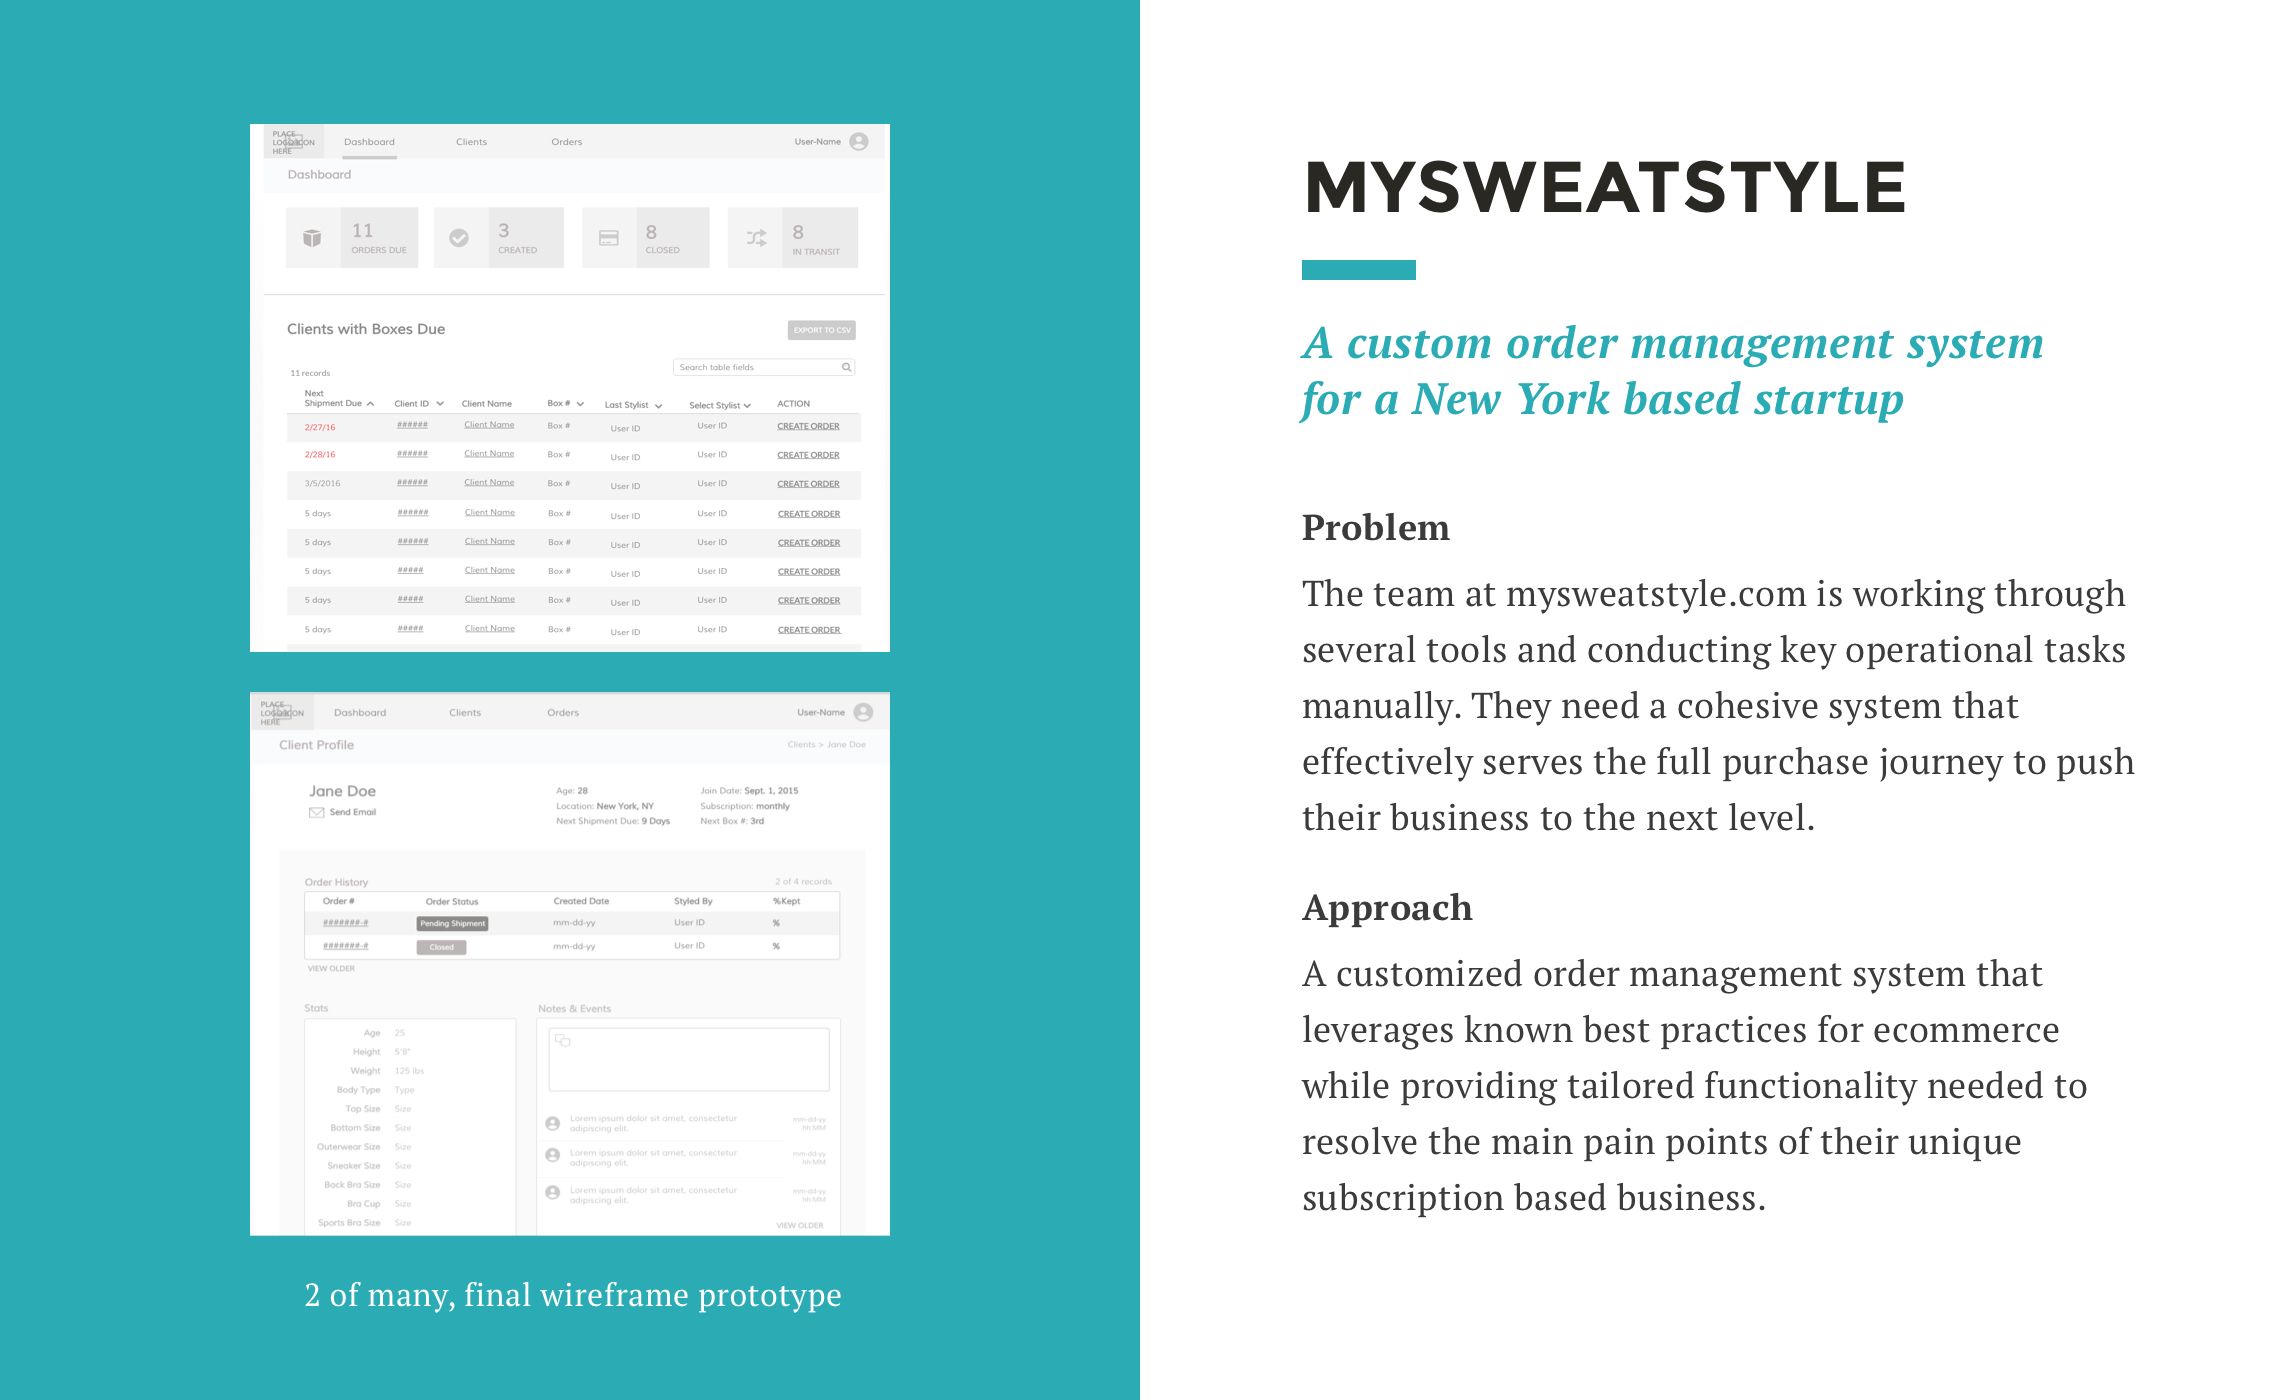 PLACE
HERE
Dashboard
Clients
Orders
User-Name
Dashboard
11
ORDERS DUE
3
CREATED
8
CLOSED
8
IN TRANSIT
Clients with Boxes Due
EXPORT TO CSV
11 records
Search table fields
Next
Shipment Due Client ID Client Name Box # Last Stylist Select Stylist ACTION
2/27/16 ###### Client Name Box # User ID User ID CREATE ORDER
2/28/16 ###### Client Name Box # User ID User ID CREATE ORDER
3/5/2016 ###### Client Name Box # User ID User ID CREATE ORDER
5 days ###### Client Name Box # User ID User ID CREATE ORDER
5 days ###### Client Name Box # User ID User ID CREATE ORDER
5 days ##### Client Name Box # User ID User ID CREATE ORDER
5 days ##### Client Name Box # User ID User ID CREATE ORDER
5 days ##### Client Name Box # User ID User ID CREATE ORDER
PLACE
HERE
Dashboard
Clients
Orders
User-Name
Client Profile
Clients > Jane Doe
Jane Doe
Send Email
Age: 28
Location: New York, NY
Next Shipment Due: 9 Days
Join Date: Sept. 1, 2015
Subscription: monthly
Next Box #: 3rd
Order History
2 of 4 records
Order # Order Status Created Date Styled By %Kept
#######-# Pending Shipment mm-dd-yy User ID %
#######-# Closed mm-dd-yy User ID %
VIEW OLDER
Stats
Age 25
Height 5'8"
Weight 125 lbs
Body Type Type
Top Size Size
Bottom Size Size
Outerwear Size Size
Sneaker Size Size
Back Bra Size Size
Bra Cup Size
Sports Bra Size Size
Notes & Events
Lorem ipsum dolor sit amet, consectetur
adipiscing elit.
mm-dd-yy
hh:MM
Lorem ipsum dolor sit amet, consectetur
adipiscing elit.
mm-dd-yy
hh:MM
Lorem ipsum dolor sit amet, consectetur
adipiscing elit.
mm-dd-yy
hh:MM
VIEW OLDER
2 of many, final wireframe prototype
MYSWEATSTYLE
A custom order management system
for a New York based startup
Problem
The team at mysweatstyle.com is working through
several tools and conducting key operational tasks
manually. They need a cohesive system that
effectively serves the full purchase journey to push
their business to the next level.
Approach
A customized order management system that
leverages known best practices for ecommerce
while providing tailored functionality needed to
resolve the main pain points of their unique
subscription based business.